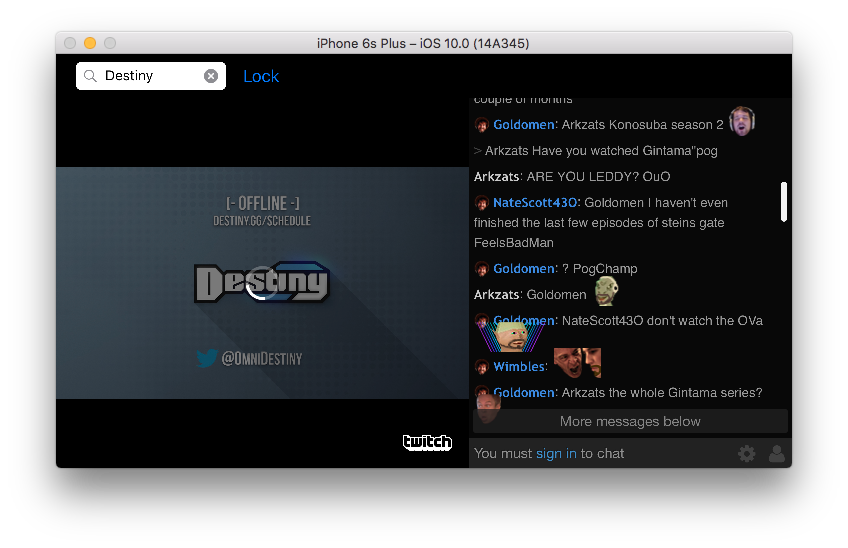 iPhone 6s Plus – iOS 10.0 (14A345)
Destiny
Lock
[- OFFLINE -]
DESTINY.GG/SCHEDULE
Destiny
@OMNIDESTINY
twitch
couple of months
Goldomen: Arkzats Konosuba season 2
> Arkzats Have you watched Gintama"pog
Arkzats: ARE YOU LEDDY? OuO
NateScott43O: Goldomen I haven't even
finished the last few episodes of steins gate
FeelsBadMan
Goldomen: ? PogChamp
Arkzats: Goldomen
Goldomen: NateScott43O don't watch the OVa
Wimbles:
Goldomen: Arkzats the whole Gintama series?
More messages below
You must sign in to chat